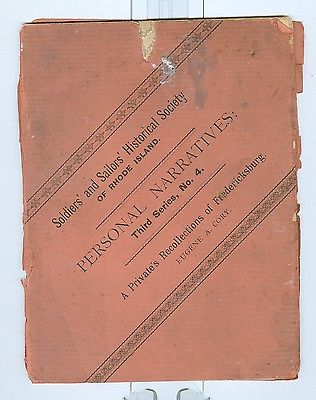 Soldiers' and Sailors' Historical Society
OF RHODE ISLAND.
PERSONAL NARRATIVES:
Third Series, No. 4.
A Private's Recollections of Fredericksburg.
EUGENE A. CORY.